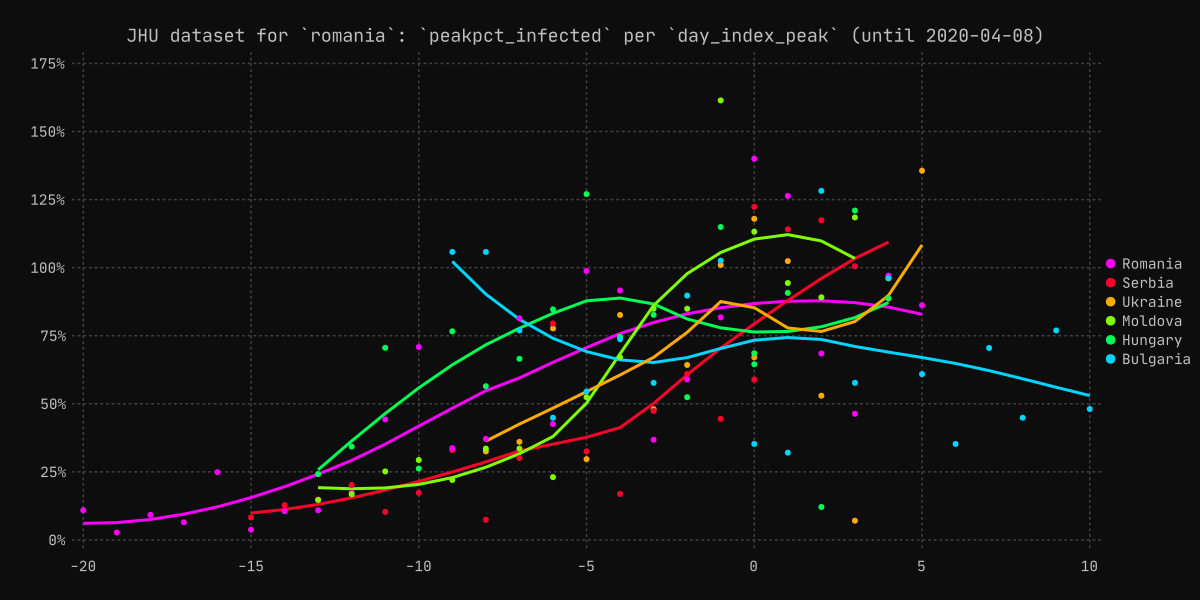 JHU dataset for `romania`: `peakpct_infected` per `day_index_peak` (until 2020-04-08)
175%
150%
125%
100%
75%
50%
25%
0%
-20
-15
-10
-5
0
5
10
Romania
Serbia
Ukraine
Moldova
Hungary
Bulgaria